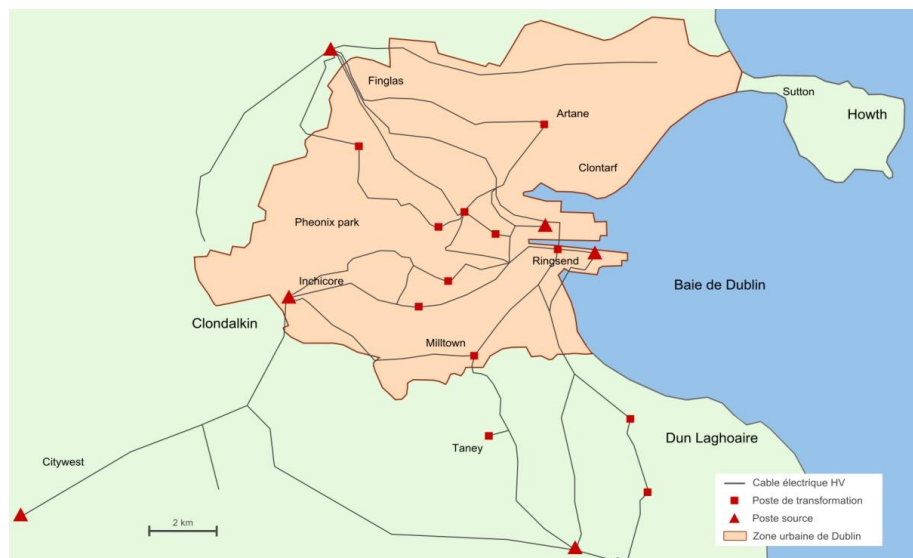 Finglas
Sutton
Howth
Artane
Clontarf
Pheonix park
Ringsend
Inchicore
Baie de Dublin
Clondalkin
Milltown
Dun Laghoaire
Taney
Citywest
2 km
Cable électrique HV
Poste de transformation
Poste source
Zone urbaine de Dublin